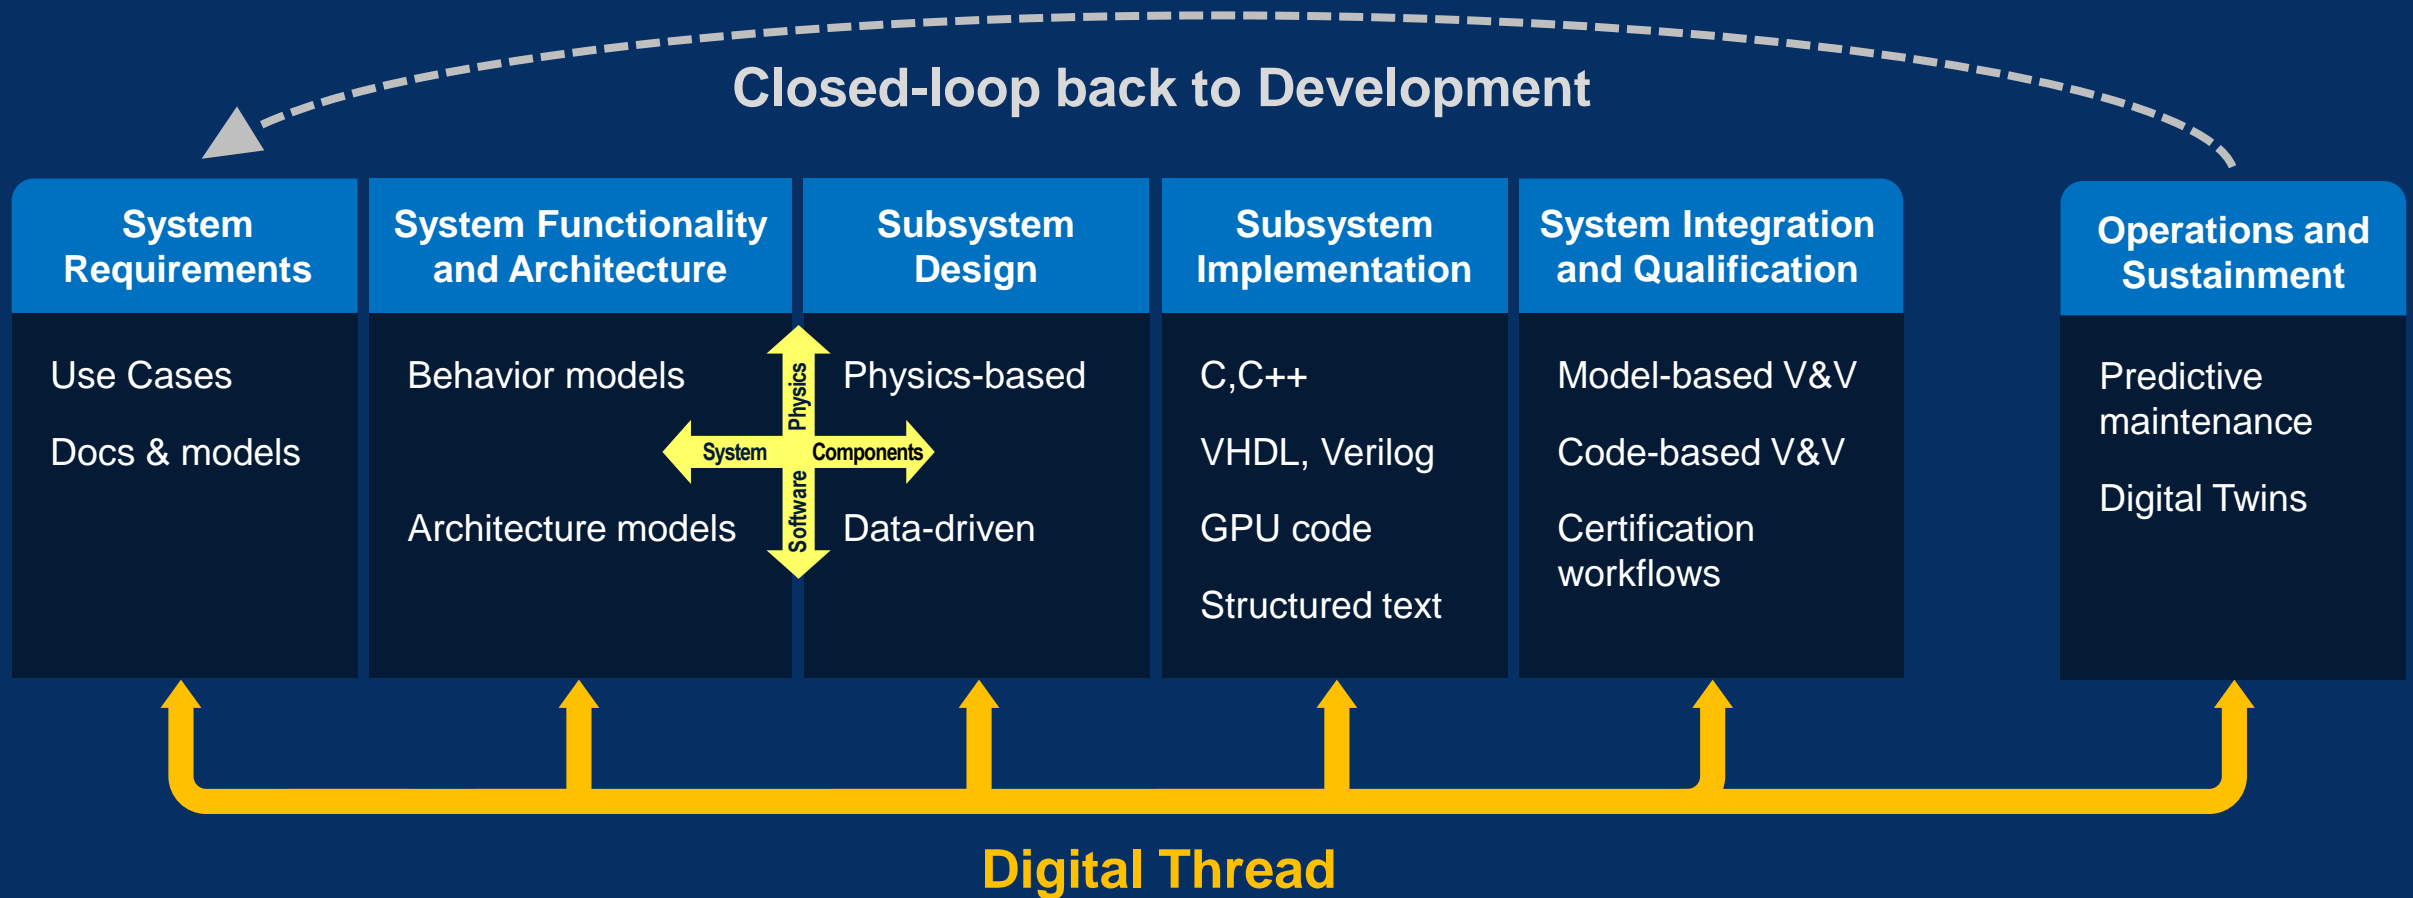 Closed-loop back to Development
System
Requirements
Use Cases
Docs & models
System Functionality
and Architecture
Behavior models
Architecture models
Physics
System
Components
Software
Subsystem
Design
Physics-based
Data-driven
Subsystem
Implementation
C,C++
VHDL, Verilog
GPU code
Structured text
System Integration
and Qualification
Model-based V&V
Code-based V&V
Certification
workflows
Operations and
Sustainment
Predictive
maintenance
Digital Twins
Digital Thread